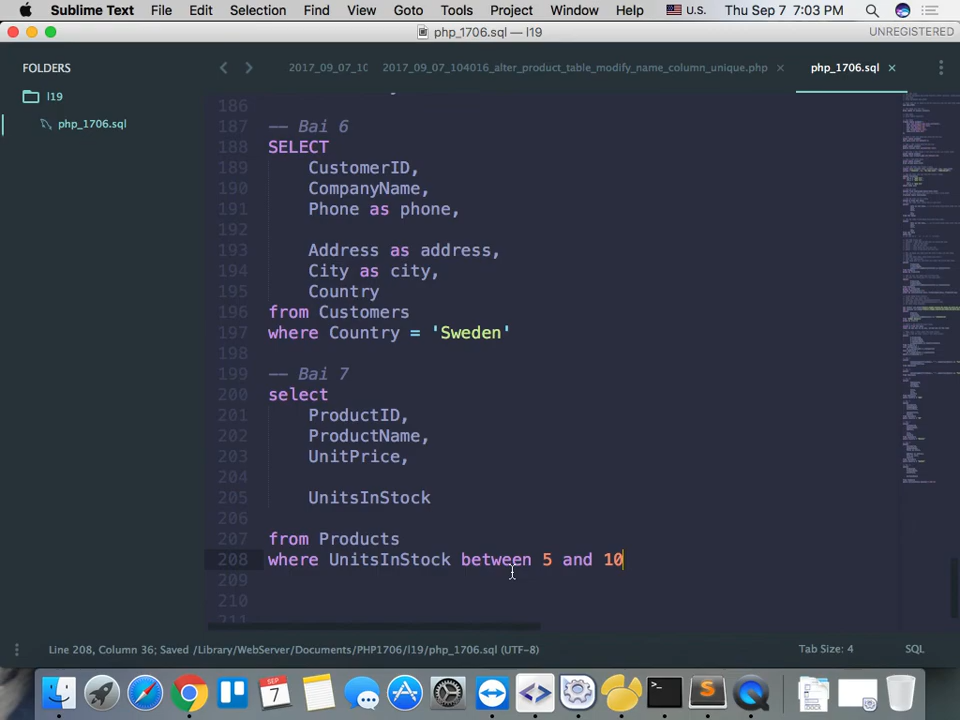 Sublime Text File Edit Selection Find Goto Tools Project Window Help U.S. Thu Sep 7 7:03 PM
php_1706.sql — l19 UNREGISTERED
FOLDERS
l19
php_1706.sql
2017_09_07_10 2017_09_07_104016_alter_product_table_modify_name_column_unique.php × php_1706.sql ×
186
187 -- Bai 6
188 SELECT
189 CustomerID,
190 CompanyName,
191 Phone as phone,
192
193 Address as address,
194 City as city,
195 Country
196 from Customers
197 where Country = 'Sweden'
198
199 -- Bai 7
200 select
201 ProductID,
202 ProductName,
203 UnitPrice,
204
205 UnitsInStock
206
207 from Products
208 where UnitsInStock between 5 and 10
209
210
211
Line 208, Column 36; Saved /Library/WebServer/Documents/PHP1706/l19/php_1706.sql (UTF-8) Tab Size: 4 SQL
SEP
7